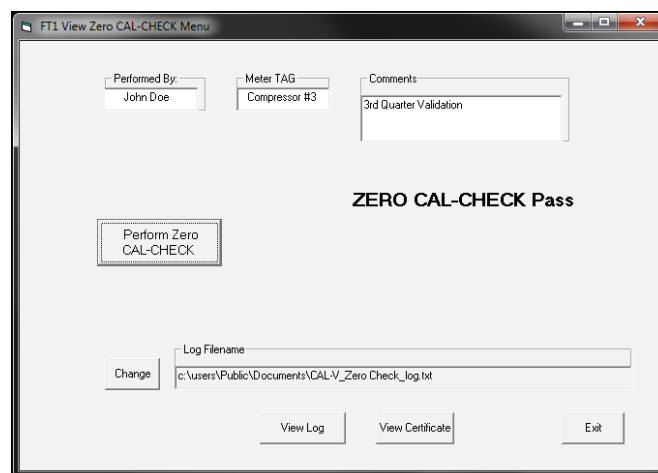 FT1 View Zero CAL-CHECK Menu
Performed By:
John Doe
Meter TAG
Compressor #3
Comments
3rd Quarter Validation
ZERO CAL-CHECK Pass
Perform Zero
CAL-CHECK
Log Filename
Change
c:\users\Public\Documents\CAL-V_Zero Check_log.txt
View Log
View Certificate
Exit